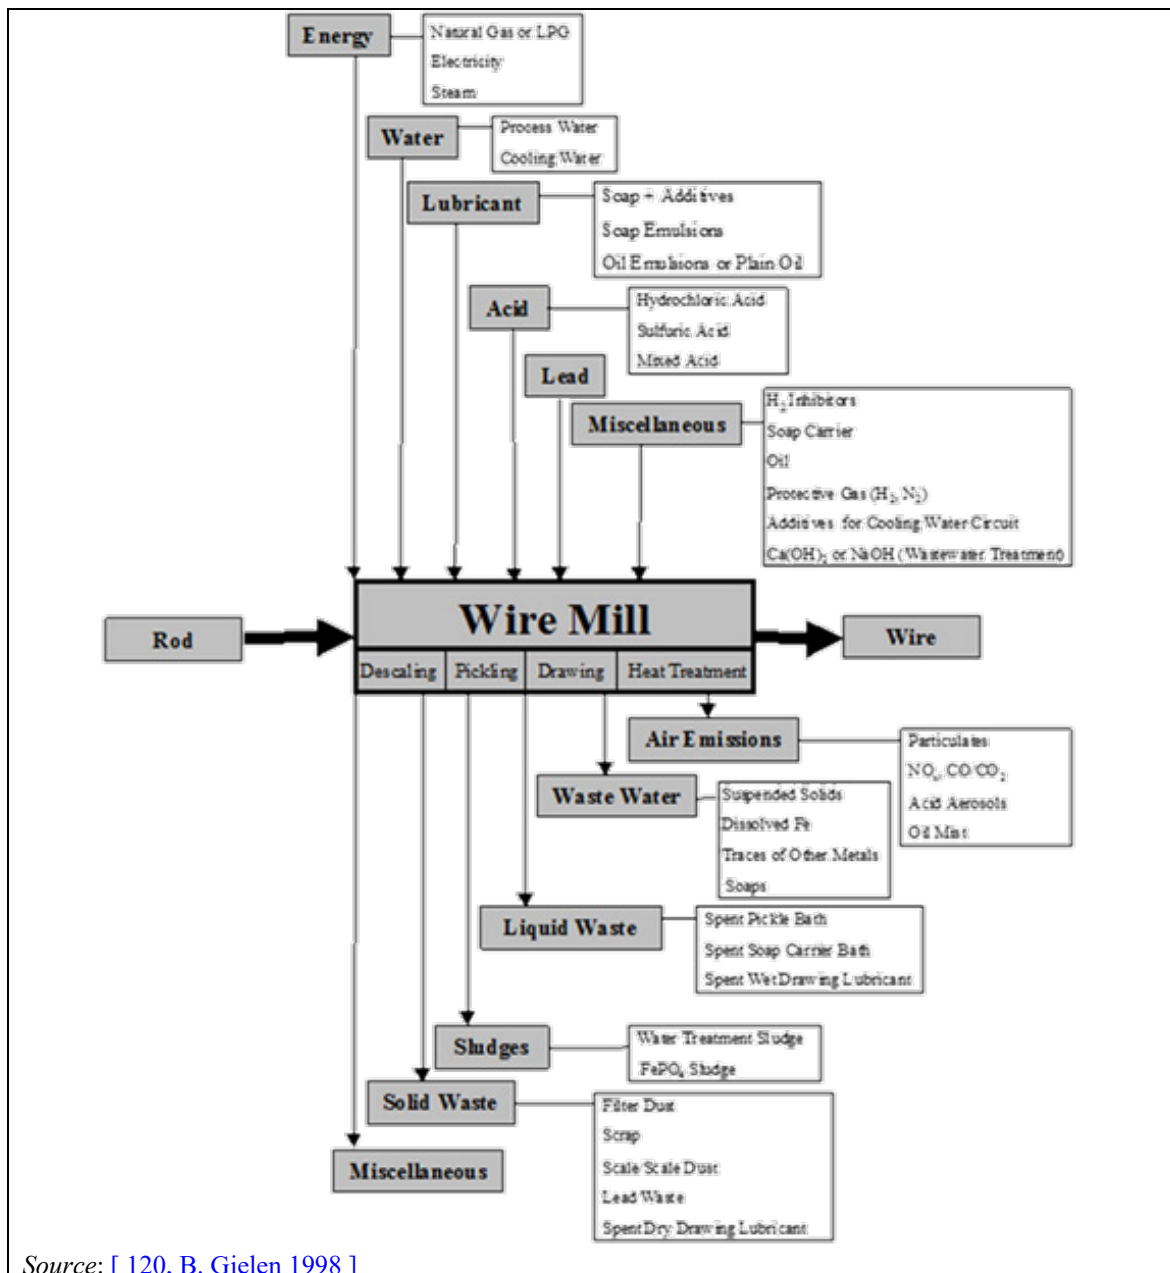 Energy
Natural Gas or LPG
Electricity
Steam
Water
Process Water
Cooling Water
Lubricant
Soap + Additives
Soap Emulsions
Oil Emulsions or Plain Oil
Acid
Hydrochloric Acid
Sulfuric Acid
Mixed Acid
Lead
Miscellaneous
H₂ Inhibitors
Soap Carrier
Oil
Protective Gas (H₂, N₂)
Additives for Cooling Water Circuit
Ca(OH)₂ or NaOH (Wastewater Treatment)
Rod
Wire Mill
Wire
Descaling
Pickling
Drawing
Heat Treatment
Air Emissions
Particulates
NOₓ, CO/CO₂
Acid Aerosols
Oil Mist
Waste Water
Suspended Solids
Dissolved Fe
Traces of Other Metals
Soaps
Liquid Waste
Spent Pickle Bath
Spent Soap Carrier Bath
Spent Wet Drawing Lubricant
Sludges
Water Treatment Sludge
FePO₄ Sludge
Solid Waste
Filter Dust
Scrap
Scale/Scale Dust
Lead Waste
Spent Dry Drawing Lubricant
Miscellaneous
Source: [ 120, B. Gielen 1998 ]